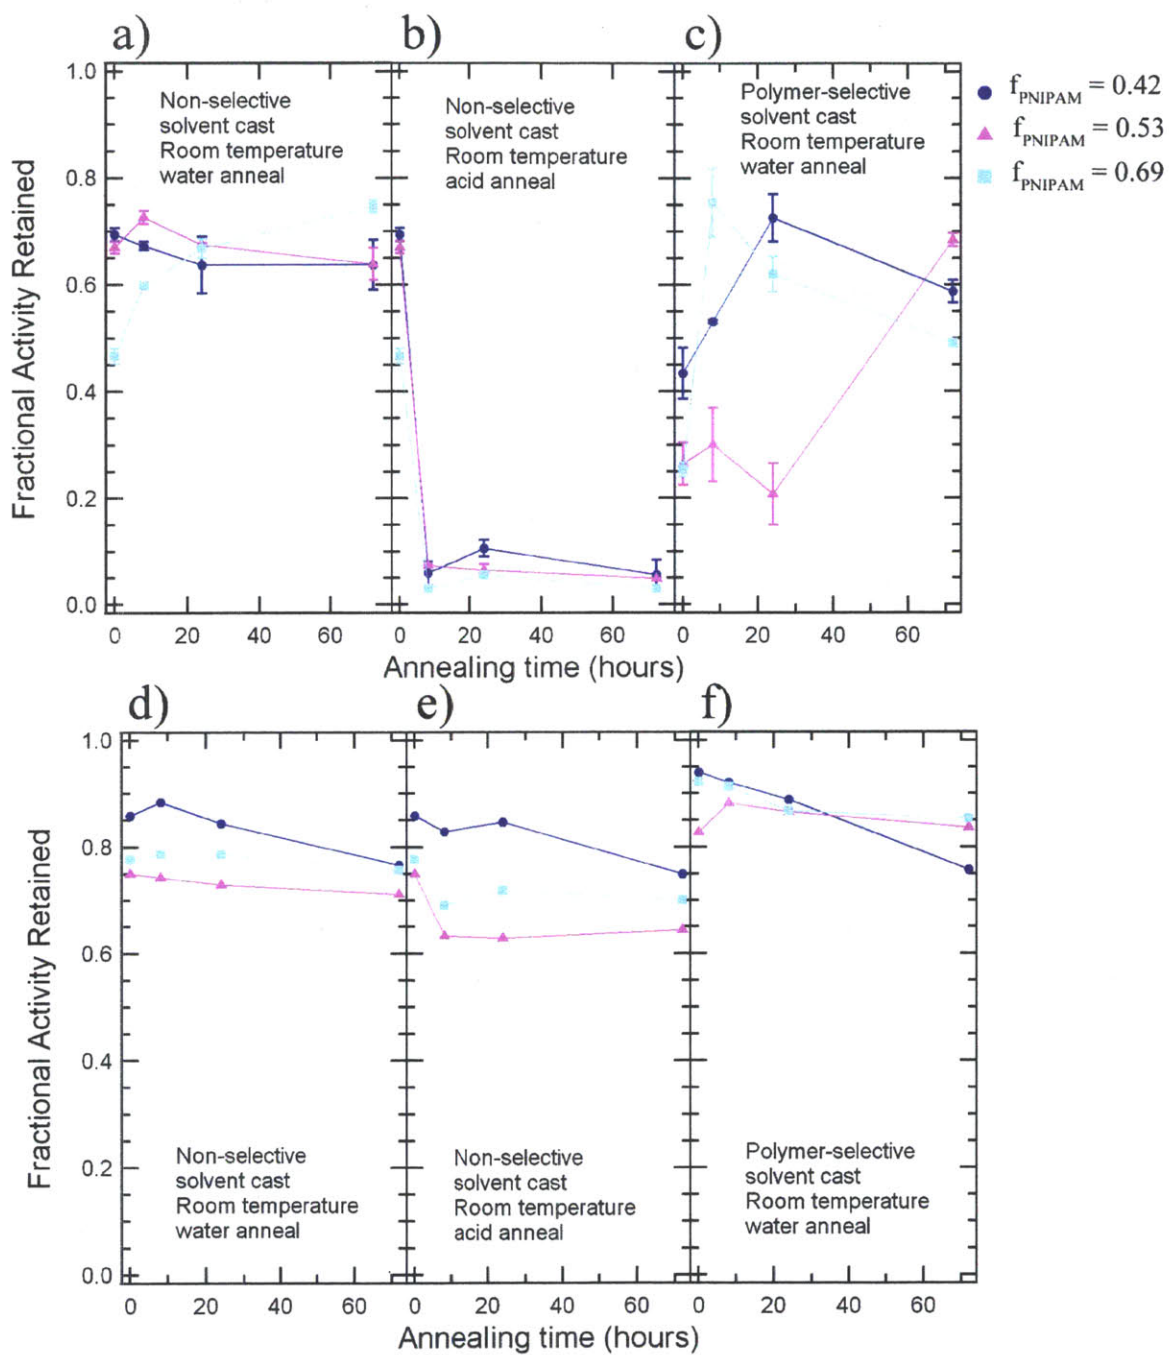 a)
b)
c)
Non-selective
solvent cast
Room temperature
water anneal
Non-selective
solvent cast
Room temperature
acid anneal
Polymer-selective
solvent cast
Room temperature
water anneal
f_PNIPAM = 0.42
f_PNIPAM = 0.53
f_PNIPAM = 0.69
Fractional Activity Retained
1.0
0.8
0.6
0.4
0.2
0.0
0 20 40 60 0 20 40 60 0 20 40 60
Annealing time (hours)
d)
e)
f)
Fractional Activity Retained
1.0
0.8
0.6
0.4
0.2
0.0
Non-selective
solvent cast
Room temperature
water anneal
Non-selective
solvent cast
Room temperature
acid anneal
Polymer-selective
solvent cast
Room temperature
water anneal
0 20 40 60 0 20 40 60 0 20 40 60
Annealing time (hours)